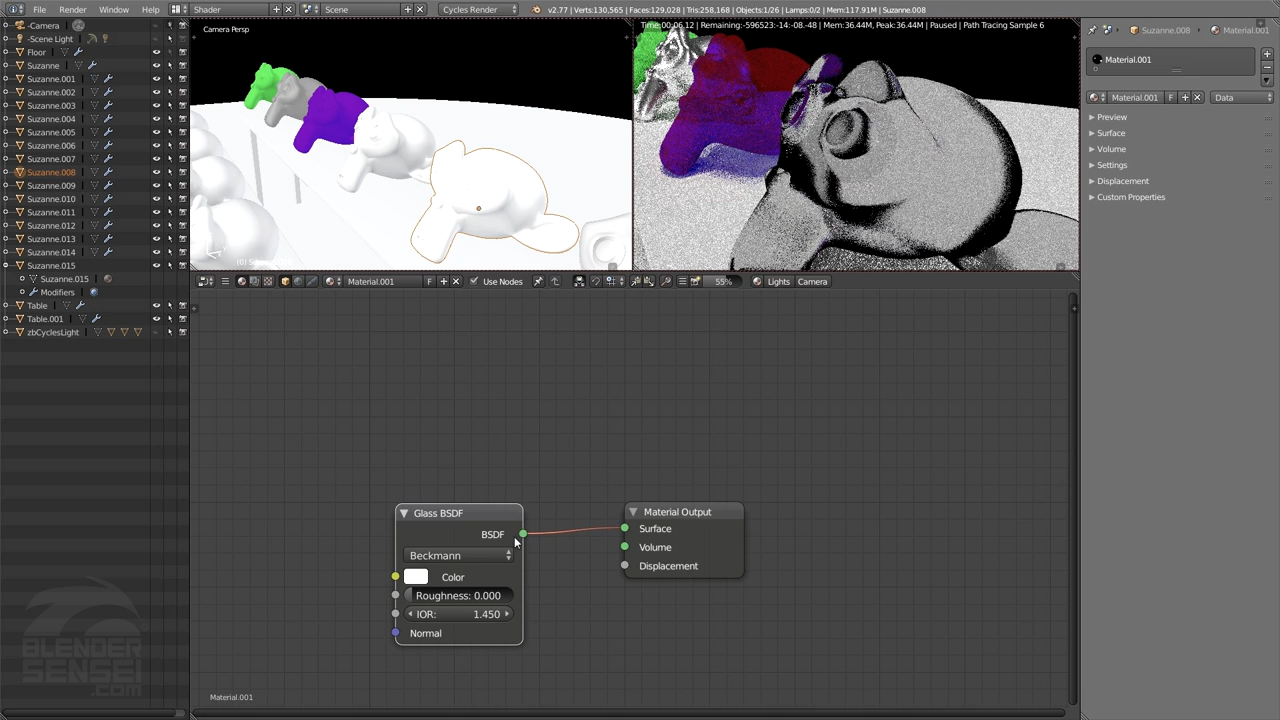 File Render Window Help Shader Scene Cycles Render v2.77 | Verts:130,565 | Faces:129,028 | Tris:258,168 | Objects:1/26 | Lamps:0/2 | Mem:117.91M | Suzanne.008
-Camera
-Scene Light
Floor
Suzanne
Suzanne.001
Suzanne.002
Suzanne.003
Suzanne.004
Suzanne.005
Suzanne.006
Suzanne.007
Suzanne.008
Suzanne.009
Suzanne.010
Suzanne.011
Suzanne.012
Suzanne.013
Suzanne.014
Suzanne.015
Suzanne.015
Modifiers
Table
Table.001
zbCyclesLight
Camera Persp
Time:00:06.12 | Remaining:-596523:-14:-08.-48 | Mem:36.44M, Peak:36.44M | Paused | Path Tracing Sample 6
Material.001 F Use Nodes 55% Lights Camera
Glass BSDF
BSDF
Beckmann
Color
Roughness: 0.000
IOR: 1.450
Normal
Material Output
Surface
Volume
Displacement
Material.001
BLENDER
SENSEI
.COM
Suzanne.008 Material.001
Material.001
Material.001 F Data
Preview
Surface
Volume
Settings
Displacement
Custom Properties